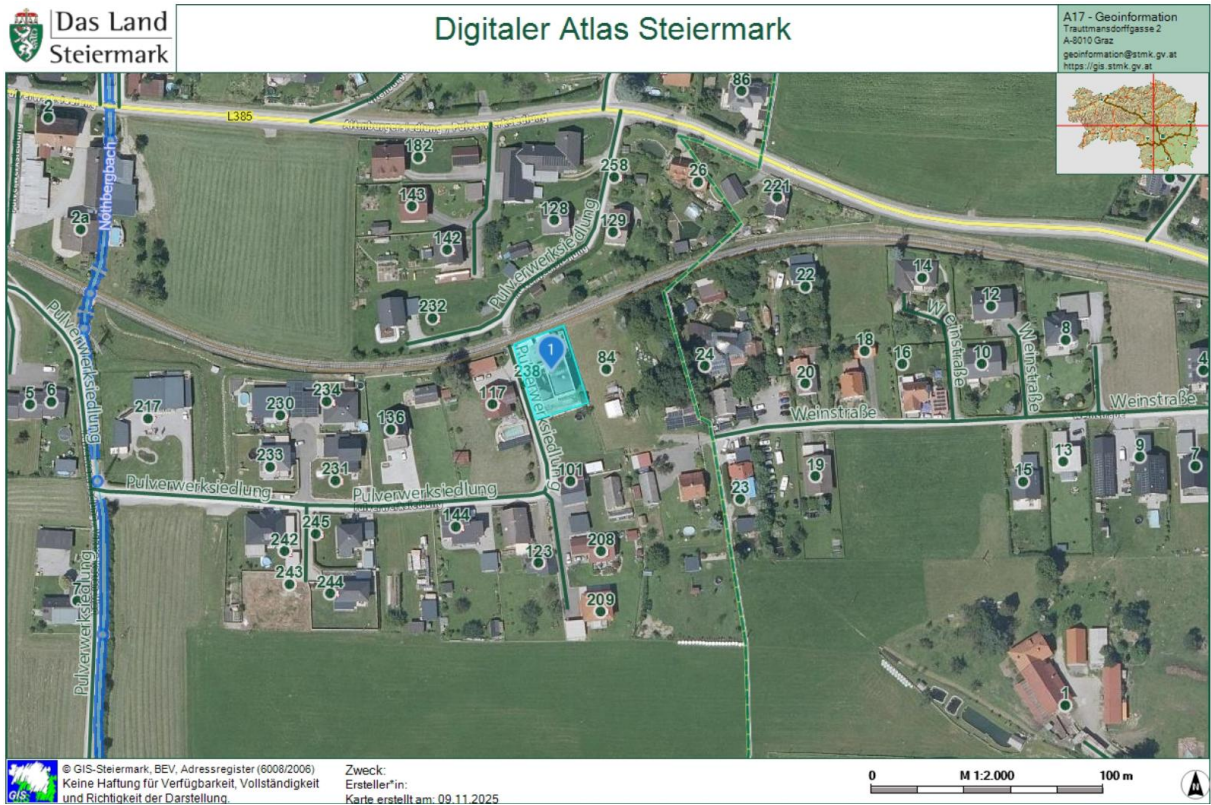 Das Land
Steiermark
Digitaler Atlas Steiermark
A17 - Geoinformation
Trauttmansdorffgasse 2
A-8010 Graz
geoinformation@stmk.gv.at
https://gis.stmk.gv.at
86
2
L385
182
258
26
Nöthbergbach
143
221
2a
128
129
142
Pulverwerksiedlung
22
14
12
232
Weinstraße
Weinstraße
8
Pulverwerksiedlung
1
238
84
24
18
16
10
4
20
5
6
217
230
234
117
Pulverwerksiedlung
136
Weinstraße
Weinstraße
233
231
101
19
13
9
7
15
23
Pulverwerksiedlung
Pulverwerksiedlung
144
245
242
123
208
243
244
7
209
Pulverwerksiedlung
1
GIS
© GIS-Steiermark, BEV, Adressregister (6008/2006)
Keine Haftung für Verfügbarkeit, Vollständigkeit
und Richtigkeit der Darstellung.
Zweck:
Ersteller*in:
Karte erstellt am: 09.11.2025
0 M 1:2.000 100 m